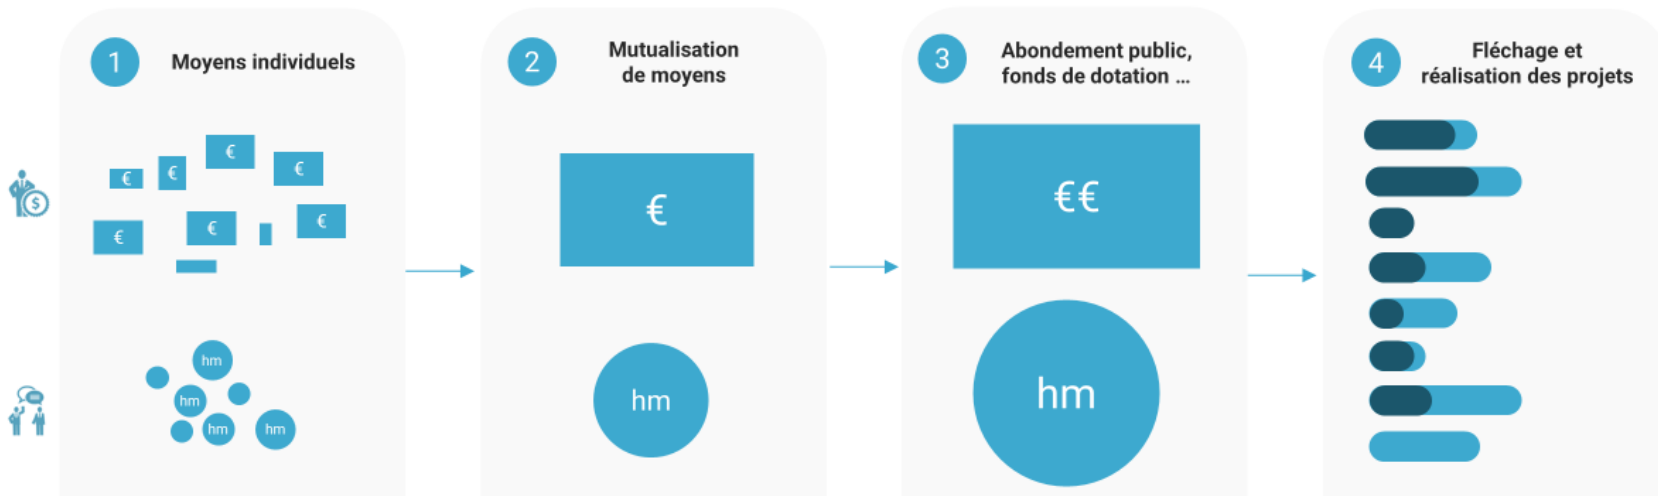 1
Moyens individuels
€
€
€
€
€
€
€
hm
hm
hm
hm
2
Mutualisation
de moyens
€
hm
3
Abondement public,
fonds de dotation ...
€€
hm
4
Fléchage et
réalisation des projets
$